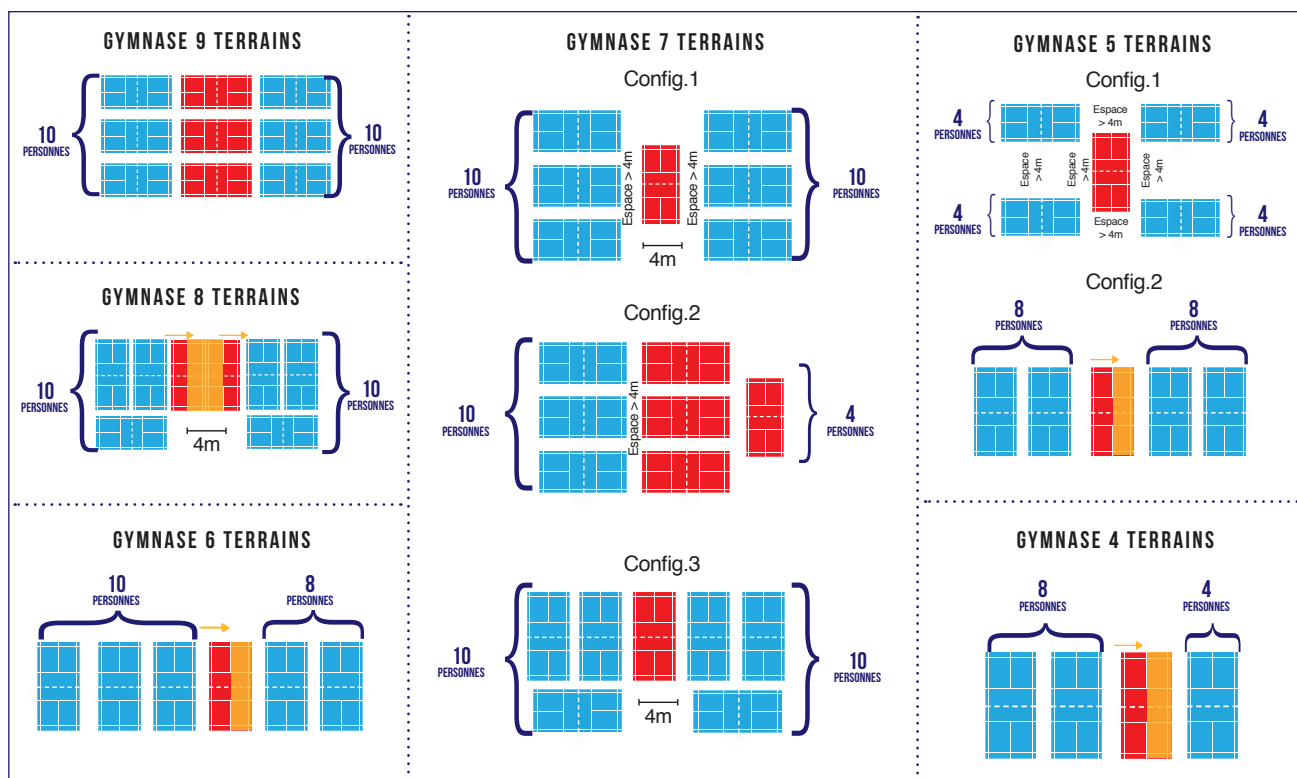 GYMNASE 9 TERRAINS
10
PERSONNES
10
PERSONNES
GYMNASE 8 TERRAINS
10
PERSONNES
10
PERSONNES
4m
GYMNASE 6 TERRAINS
10
PERSONNES
8
PERSONNES
GYMNASE 7 TERRAINS
Config.1
10
PERSONNES
Espace > 4m
Espace > 4m
10
PERSONNES
4m
Config.2
10
PERSONNES
Espace > 4m
4
PERSONNES
Config.3
10
PERSONNES
10
PERSONNES
4m
GYMNASE 5 TERRAINS
Config.1
4
PERSONNES
Espace
> 4m
4
PERSONNES
Espace
> 4m
Espace
> 4m
Espace
> 4m
4
PERSONNES
Espace
> 4m
4
PERSONNES
Config.2
8
PERSONNES
8
PERSONNES
GYMNASE 4 TERRAINS
8
PERSONNES
4
PERSONNES